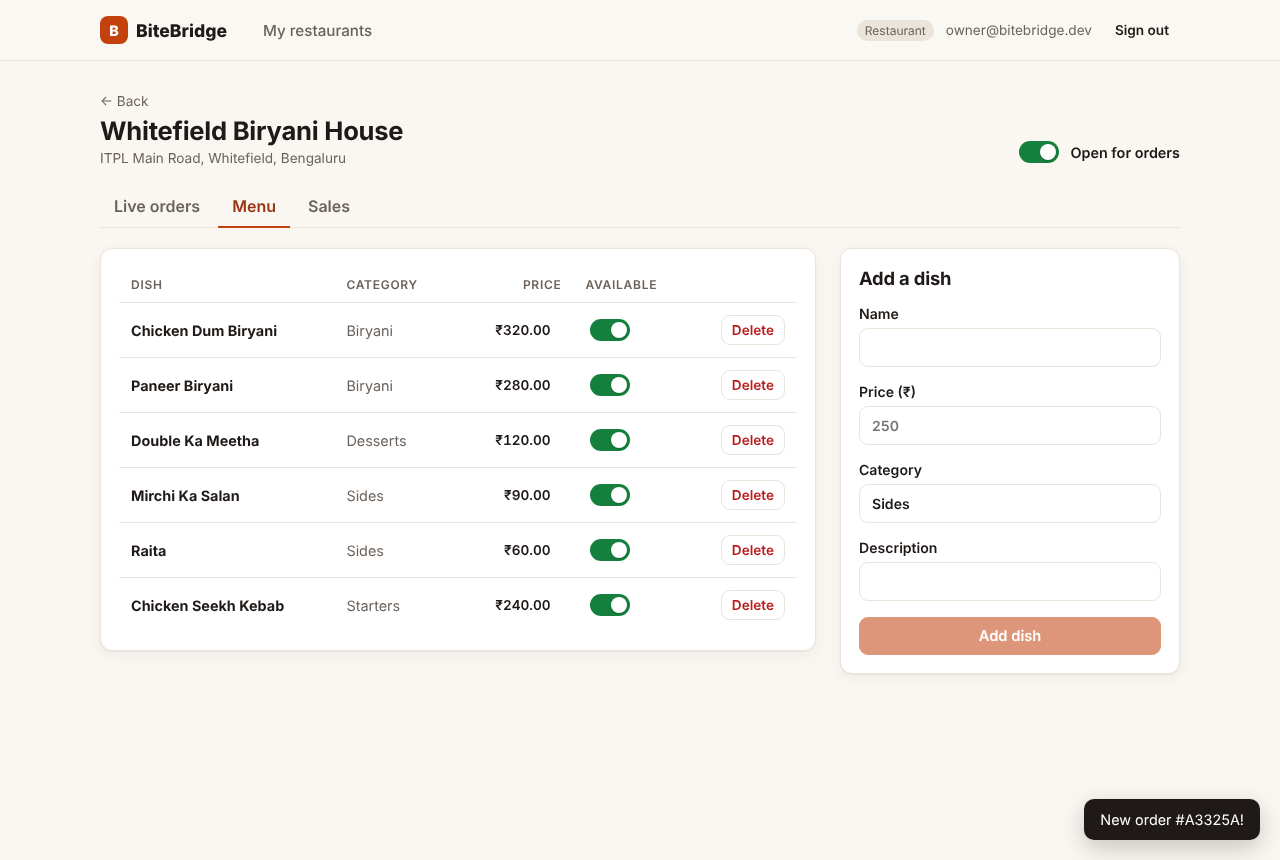 B BiteBridge My restaurants Restaurant owner@bitebridge.dev Sign out
← Back
Whitefield Biryani House
ITPL Main Road, Whitefield, Bengaluru
Open for orders
Live orders Menu Sales
DISH CATEGORY PRICE AVAILABLE
Chicken Dum Biryani Biryani ₹320.00 Delete
Paneer Biryani Biryani ₹280.00 Delete
Double Ka Meetha Desserts ₹120.00 Delete
Mirchi Ka Salan Sides ₹90.00 Delete
Raita Sides ₹60.00 Delete
Chicken Seekh Kebab Starters ₹240.00 Delete
Add a dish
Name
Price (₹)
250
Category
Sides
Description
Add dish
New order #A3325A!